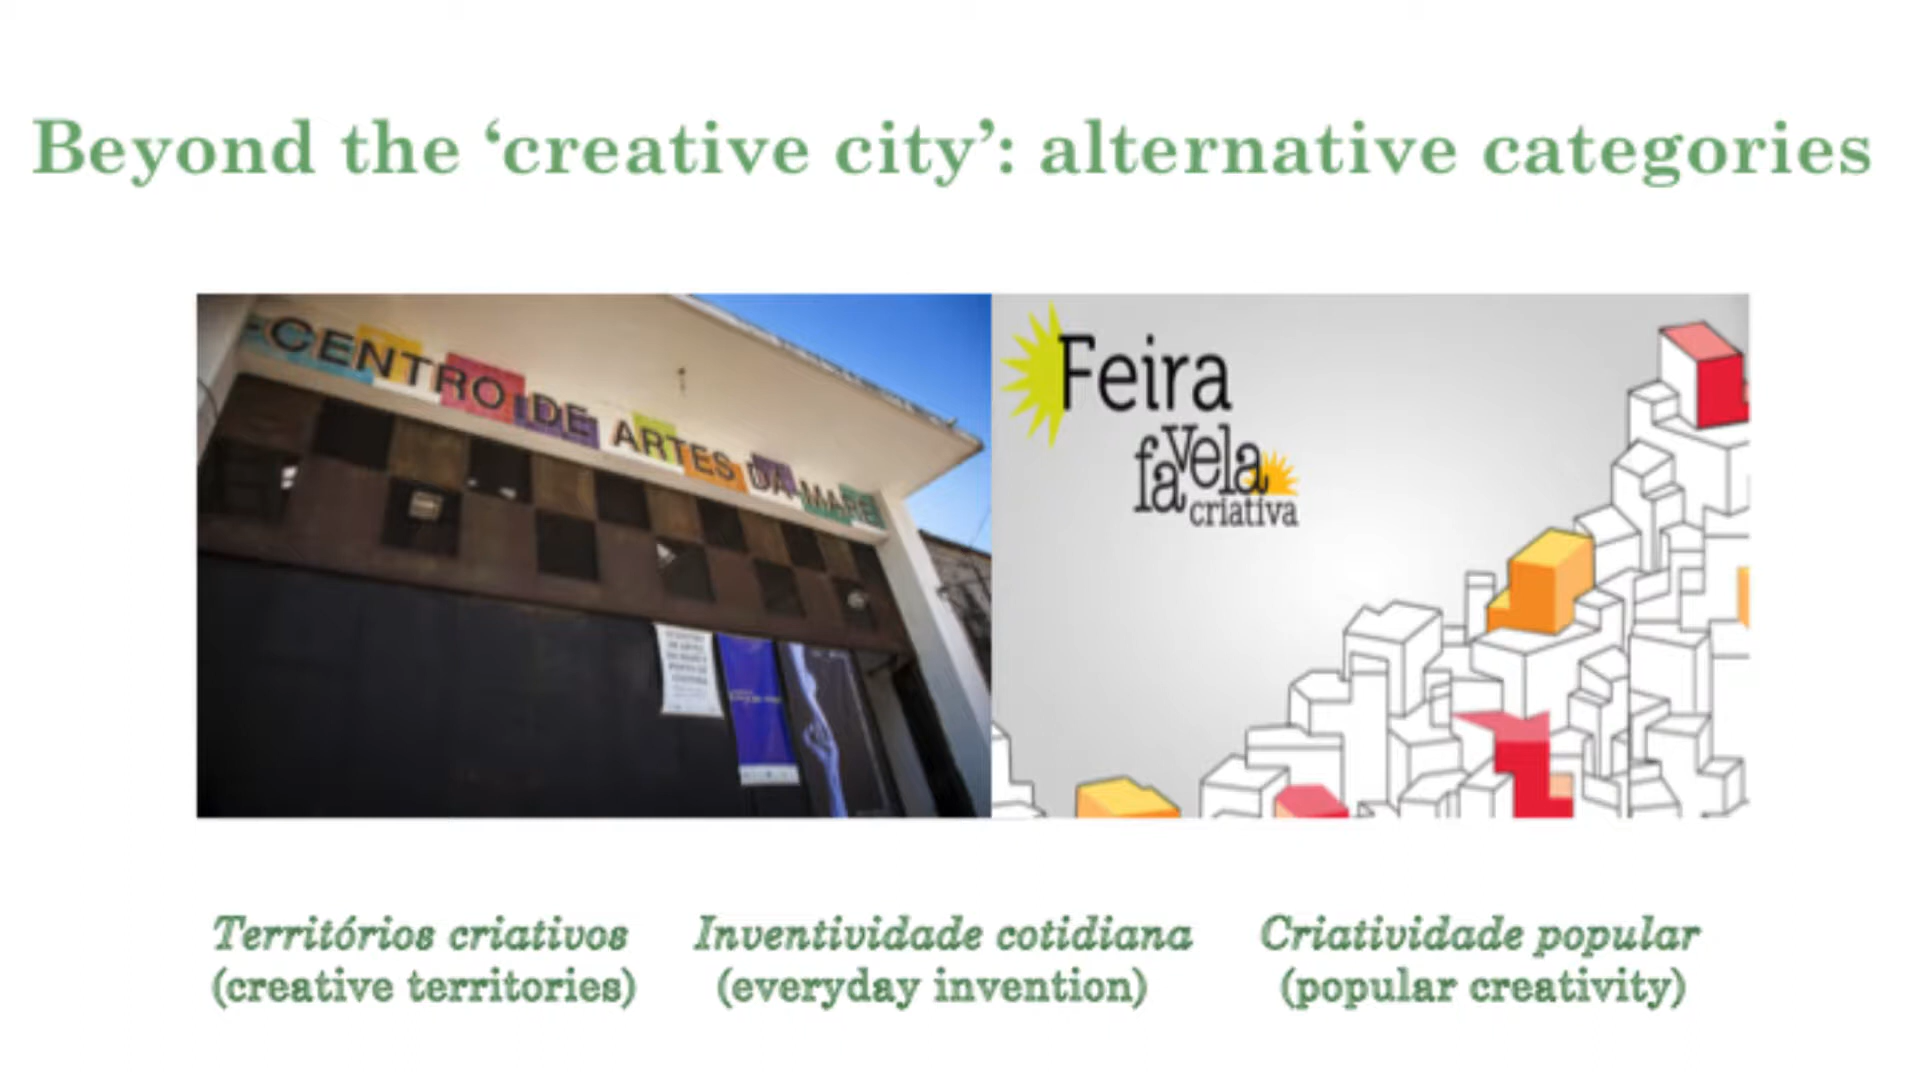 Beyond the ‘creative city’: alternative categories
CENTRO DE ARTES DA MARÉ
Feira
favela
criativa
Territórios criativos
(creative territories)
Inventividade cotidiana
(everyday invention)
Criatividade popular
(popular creativity)